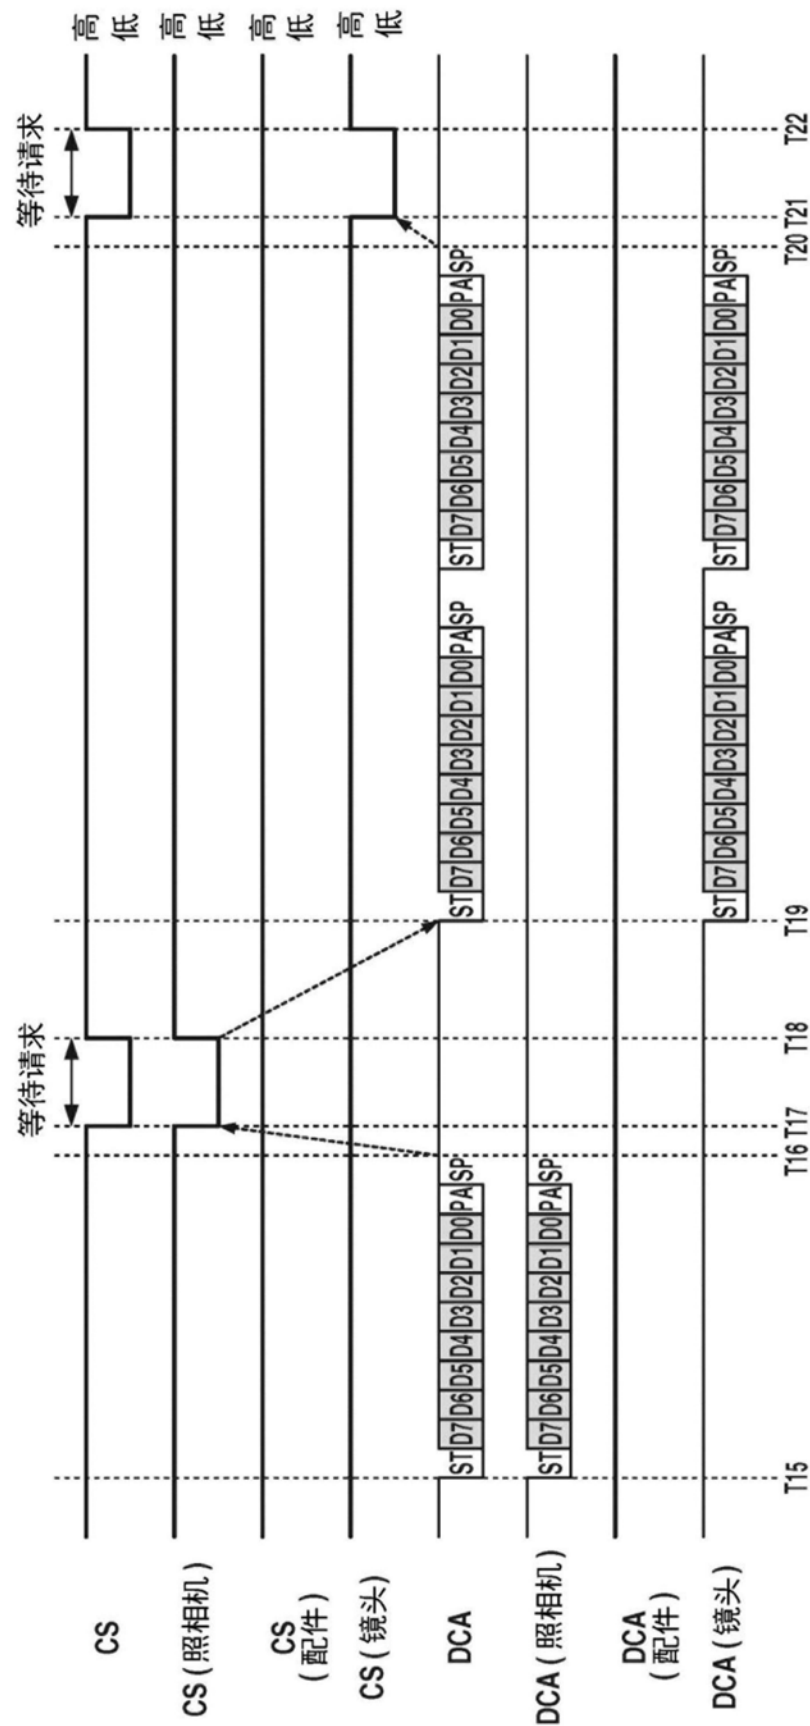 等待请求
等待请求
CS
高
低
CS (照相机)
高
低
CS
(配件)
高
低
CS (镜头)
高
低
DCA
ST D7 D6 D5 D4 D3 D2 D1 D0 PA SP
ST D7 D6 D5 D4 D3 D2 D1 D0 PA SP
ST D7 D6 D5 D4 D3 D2 D1 D0 PA SP
DCA (照相机)
ST D7 D6 D5 D4 D3 D2 D1 D0 PA SP
DCA
(配件)
DCA (镜头)
ST D7 D6 D5 D4 D3 D2 D1 D0 PA SP
ST D7 D6 D5 D4 D3 D2 D1 D0 PA SP
T15 T16 T17 T18 T19 T20 T21 T22